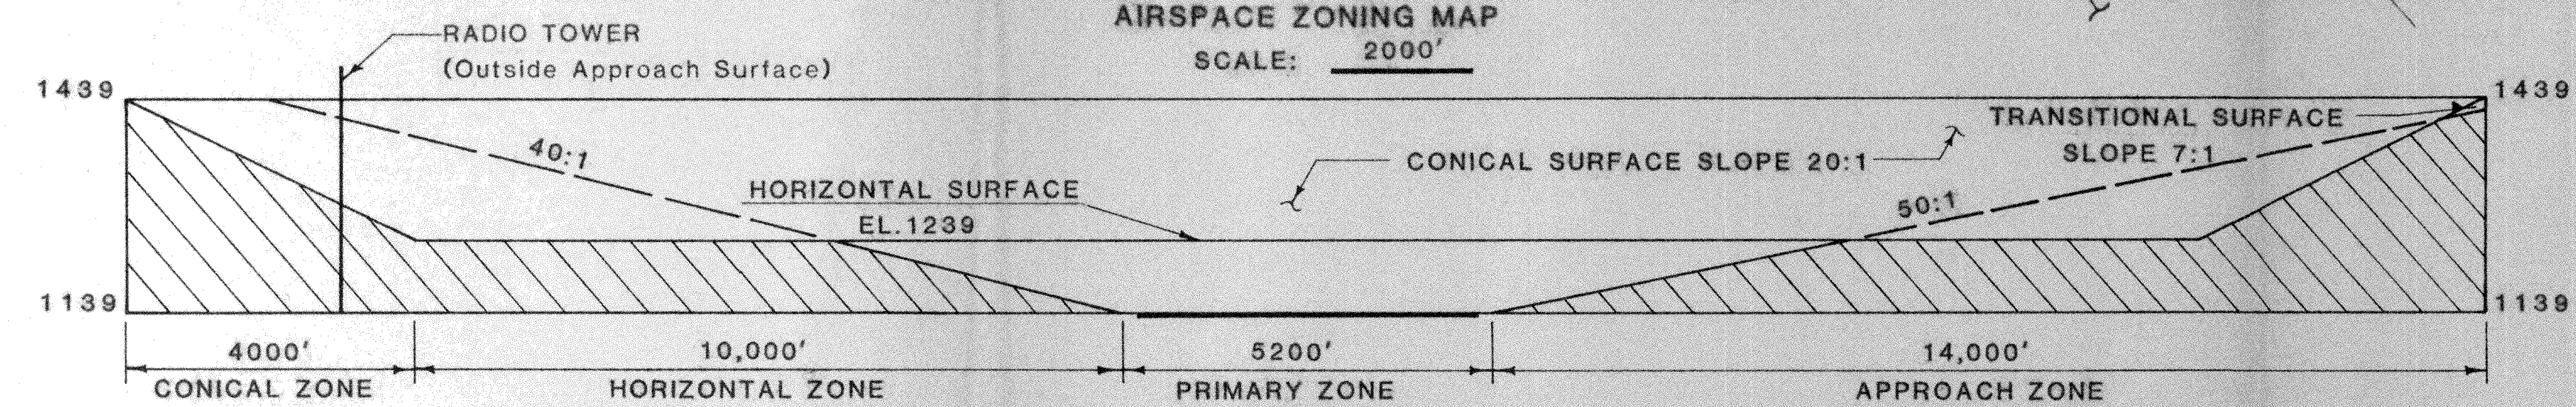 AIRSPACE ZONING MAP
SCALE: 2000'
RADIO TOWER
(Outside Approach Surface)
1439
1439
TRANSITIONAL SURFACE
SLOPE 7:1
40:1
CONICAL SURFACE SLOPE 20:1
HORIZONTAL SURFACE
EL.1239
50:1
1139
1139
4000'
10,000'
5200'
14,000'
CONICAL ZONE
HORIZONTAL ZONE
PRIMARY ZONE
APPROACH ZONE